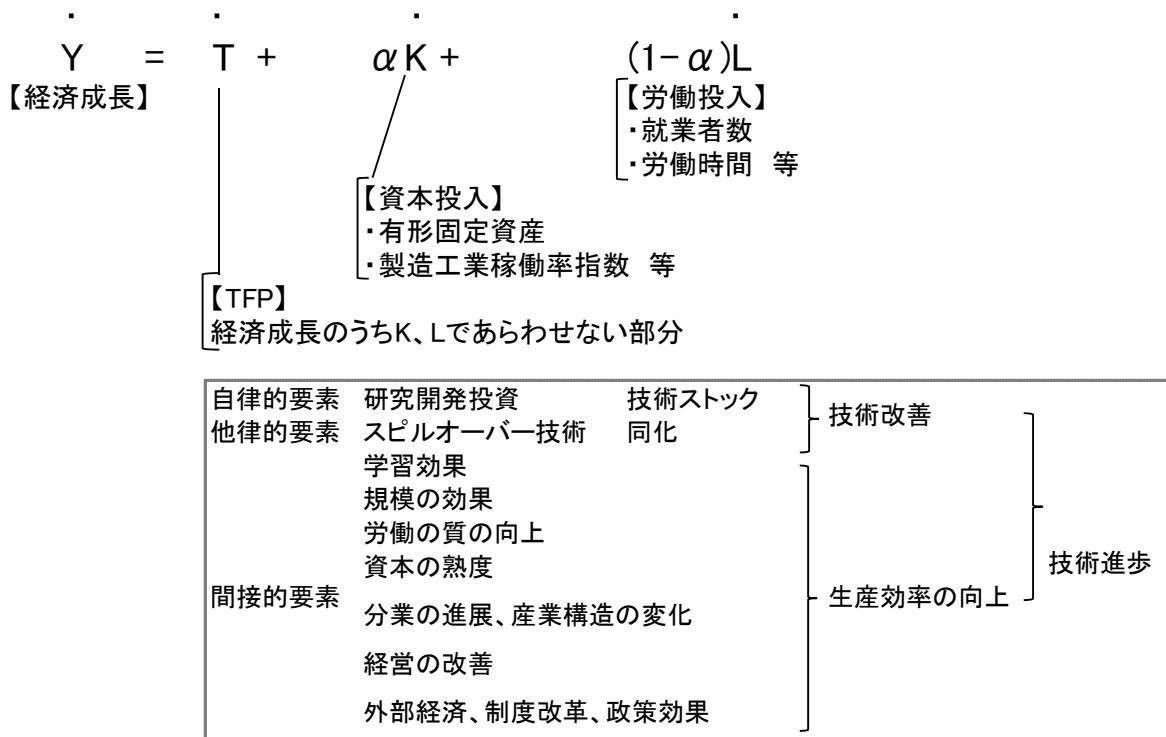 Ẏ = Ṫ + αK̇ + (1-α)L̇
【経済成長】
【労働投入】
・就業者数
・労働時間 等
【資本投入】
・有形固定資産
・製造工業稼働率指数 等
【TFP】
経済成長のうちK、Lであらわせない部分
自律的要素 研究開発投資 技術ストック
他律的要素 スピルオーバー技術 同化
技術改善
学習効果
規模の効果
労働の質の向上
資本の熟度
間接的要素
分業の進展、産業構造の変化
経営の改善
外部経済、制度改革、政策効果
生産効率の向上
技術進歩